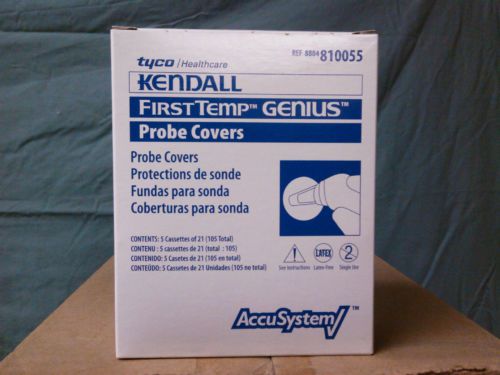 tyco / Healthcare
REF 8884 810055
KENDALL
FIRSTTEMP™ GENIUS™
Probe Covers
Probe Covers
Protections de sonde
Fundas para sonda
Coberturas para sonda
CONTENTS: 5 Cassettes of 21 (105 Total)
CONTENU : 5 cassettes de 21 (total : 105)
CONTENIDO: 5 Casetes de 21 (105 en total)
CONTEÚDO: 5 Cassetes de 21 Unidades (105 no total)
LATEX 2
See Instructions Latex-Free Single Use
AccuSystem™